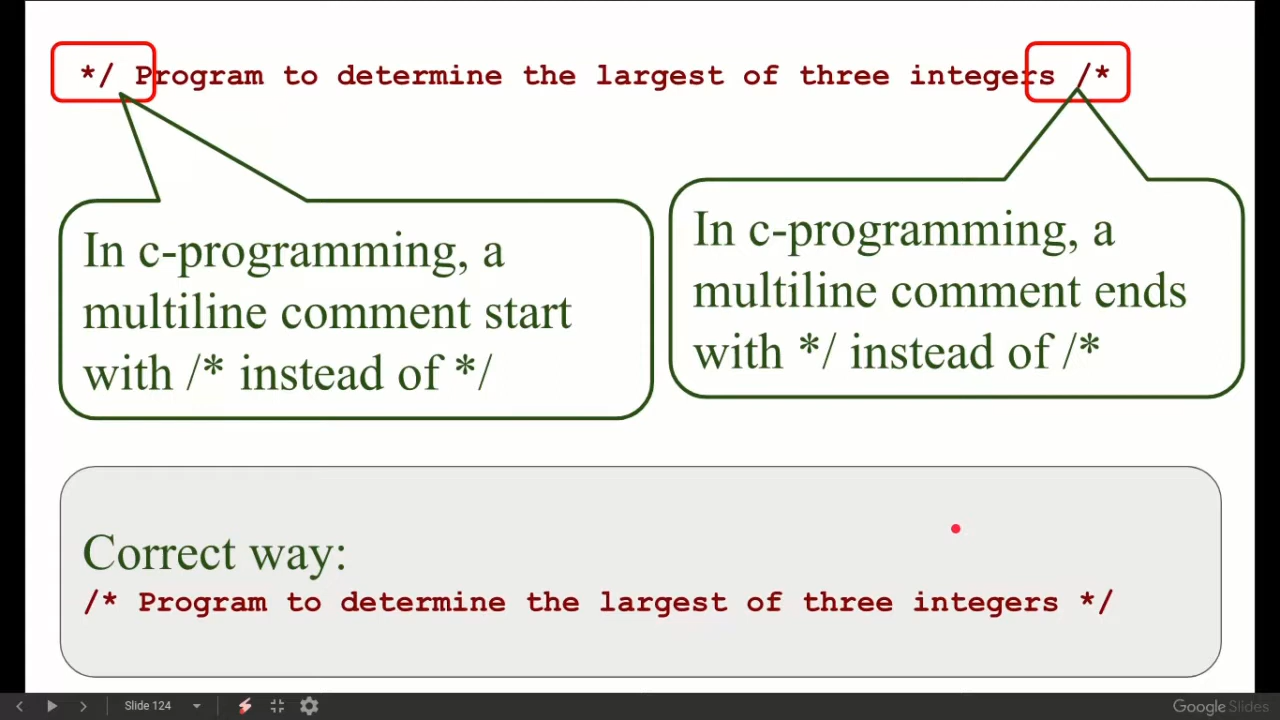 */ Program to determine the largest of three integers /*
In c-programming, a
multiline comment start
with /* instead of */
In c-programming, a
multiline comment ends
with */ instead of /*
Correct way:
/* Program to determine the largest of three integers */
Slide 124
Google Slides